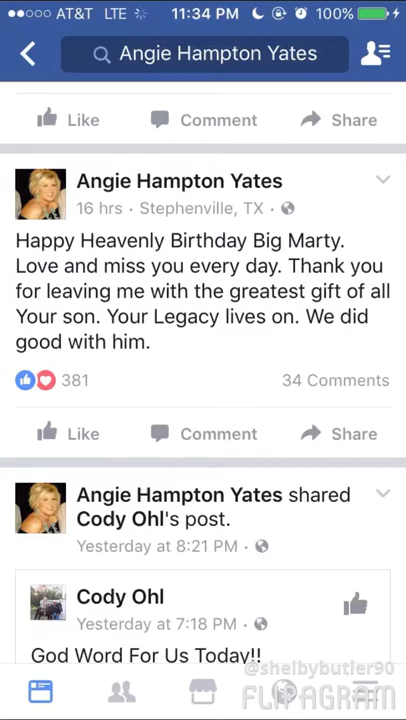 AT&T LTE 11:34 PM 100%
Angie Hampton Yates
Like Comment Share
Angie Hampton Yates
16 hrs · Stephenville, TX ·
Happy Heavenly Birthday Big Marty.
Love and miss you every day. Thank you
for leaving me with the greatest gift of all
Your son. Your Legacy lives on. We did
good with him.
381 34 Comments
Like Comment Share
Angie Hampton Yates shared
Cody Ohl's post.
Yesterday at 8:21 PM ·
Cody Ohl
Yesterday at 7:18 PM ·
God Word For Us Today!!
@shelbybutler90
FLIPAGRAM